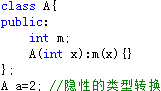 class A{
public:
    int m;
    A(int x):m(x){}
};
A a=2; //隐性的类型转换